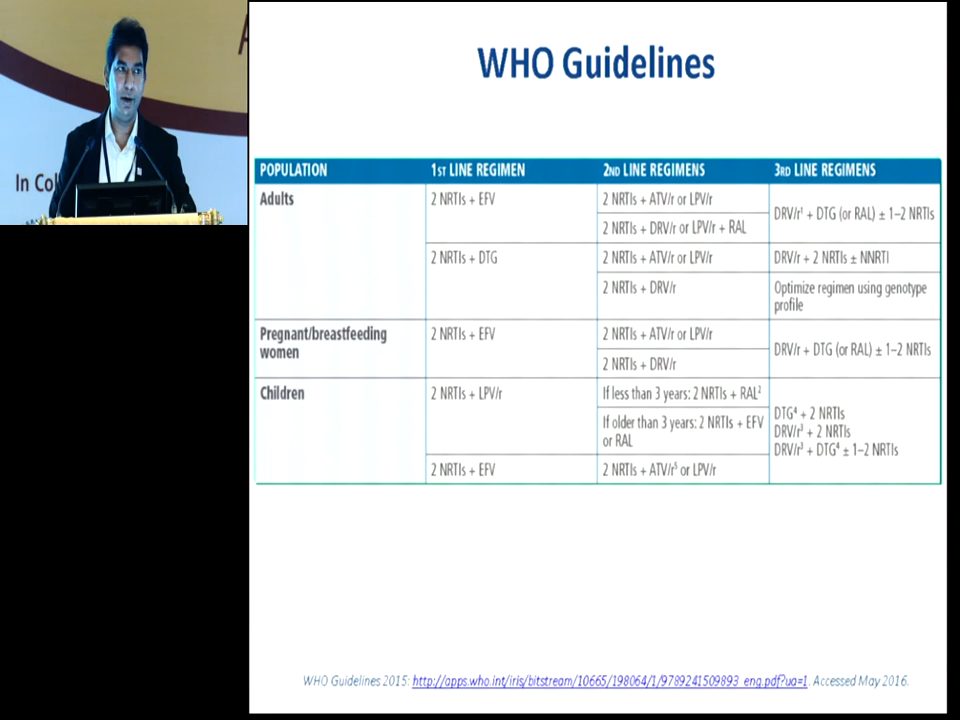 In Col
WHO Guidelines
POPULATION 1ST LINE REGIMEN 2ND LINE REGIMENS 3RD LINE REGIMENS
Adults
2 NRTIs + EFV
2 NRTIs + ATV/r or LPV/r
2 NRTIs + DRV/r or LPV/r + RAL
DRV/r¹ + DTG (or RAL) ± 1–2 NRTIs
2 NRTIs + DTG
2 NRTIs + ATV/r or LPV/r
DRV/r + 2 NRTIs ± NNRTI
2 NRTIs + DRV/r
Optimize regimen using genotype
profile
Pregnant/breastfeeding
women
2 NRTIs + EFV
2 NRTIs + ATV/r or LPV/r
2 NRTIs + DRV/r
DRV/r + DTG (or RAL) ± 1–2 NRTIs
Children
2 NRTIs + LPV/r
If less than 3 years: 2 NRTIs + RAL²
If older than 3 years: 2 NRTIs + EFV
or RAL
DTG⁴ + 2 NRTIs
DRV/r³ + 2 NRTIs
DRV/r³ + DTG⁴ ± 1–2 NRTIs
2 NRTIs + EFV
2 NRTIs + ATV/r⁵ or LPV/r
WHO Guidelines 2015: http://apps.who.int/iris/bitstream/10665/198064/1/9789241509893_eng.pdf?ua=1. Accessed May 2016.